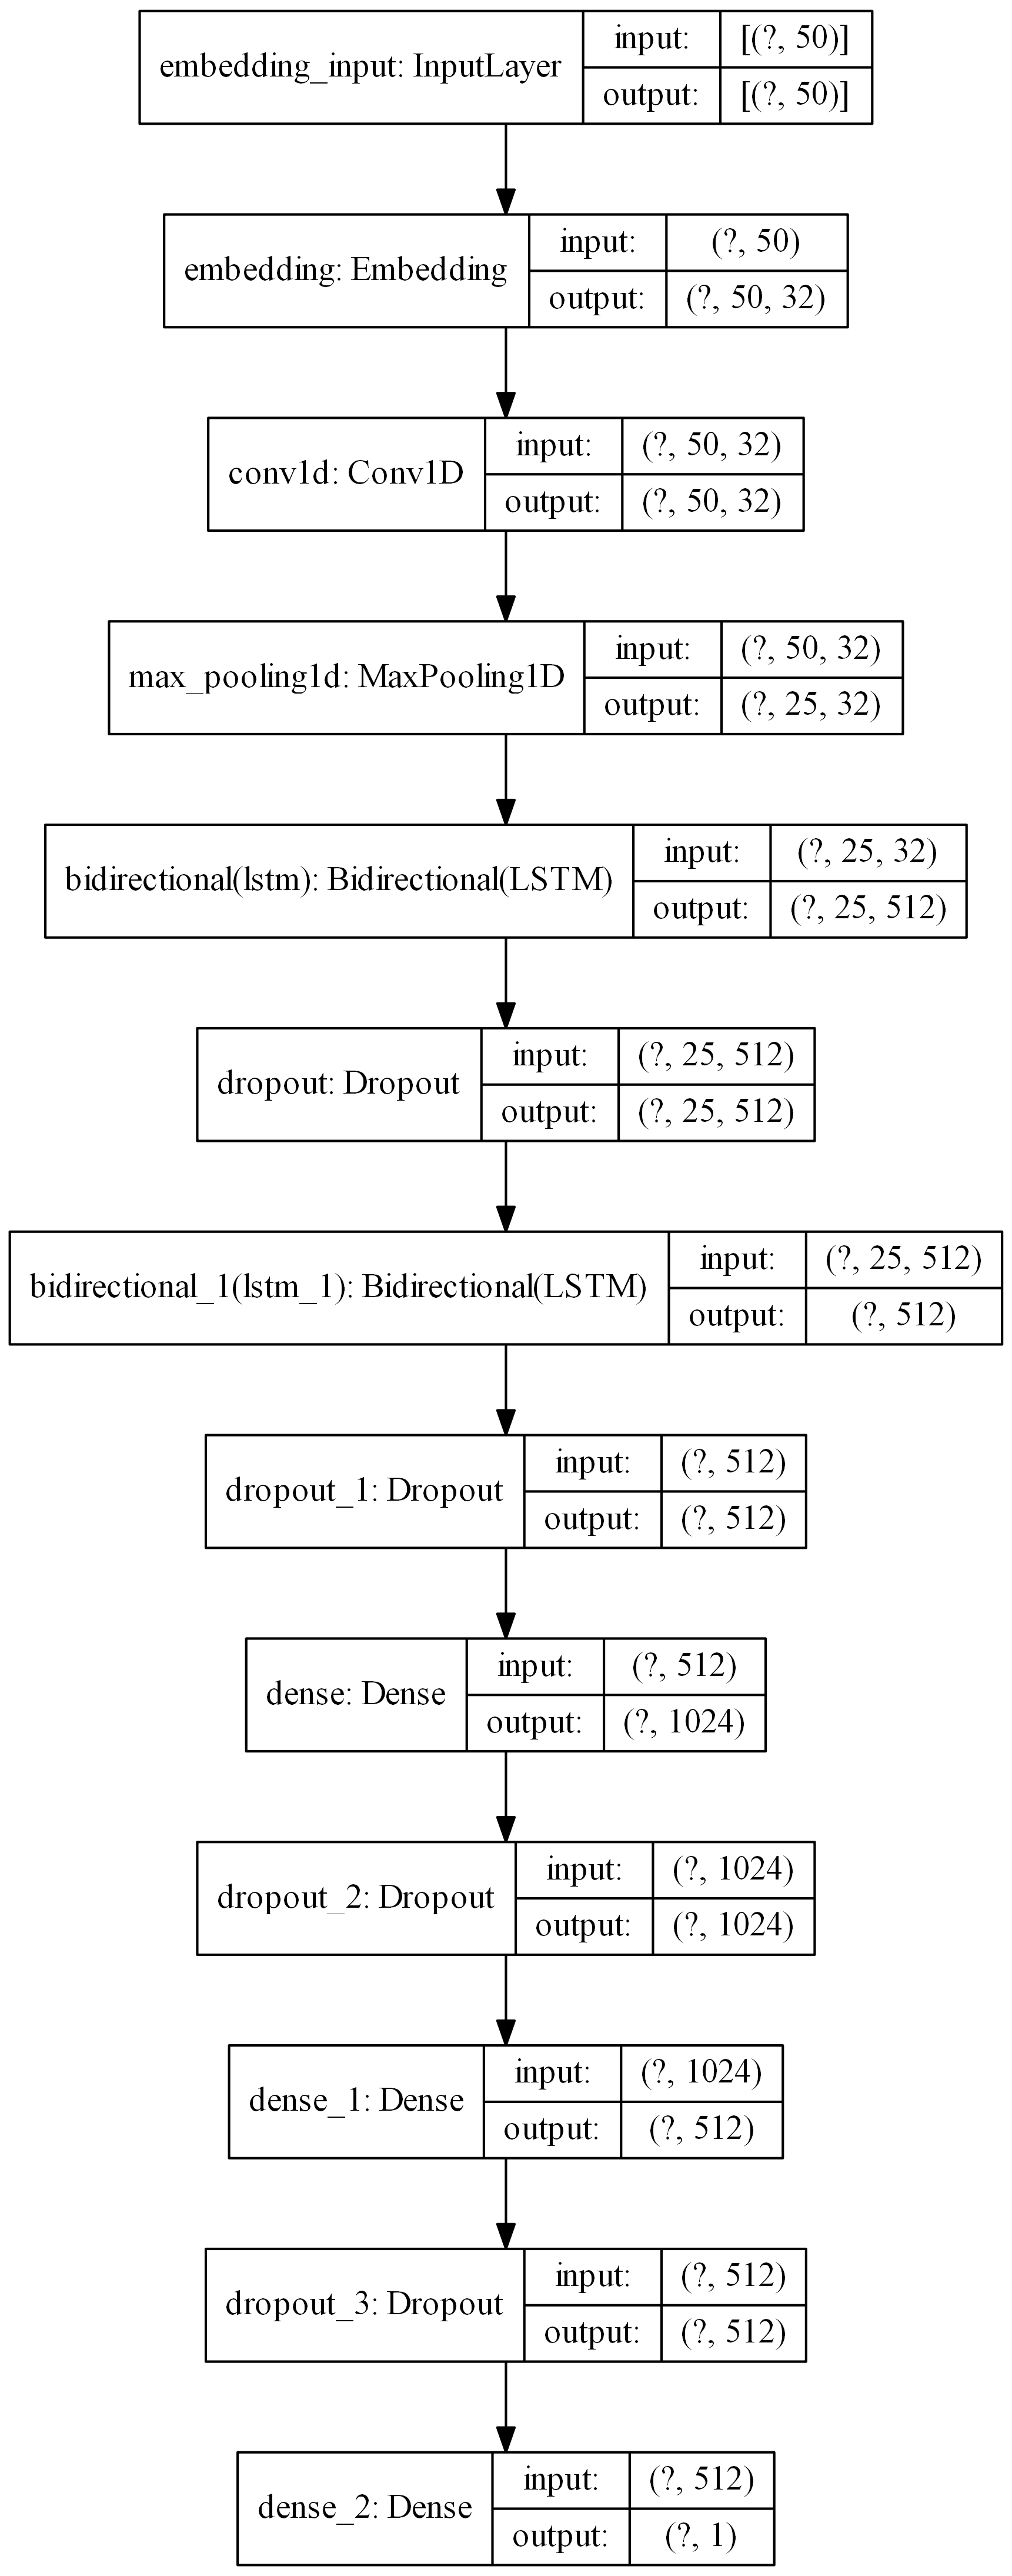 embedding_input: InputLayer
input: [(?, 50)]
output: [(?, 50)]
embedding: Embedding
input: (?, 50)
output: (?, 50, 32)
conv1d: Conv1D
input: (?, 50, 32)
output: (?, 50, 32)
max_pooling1d: MaxPooling1D
input: (?, 50, 32)
output: (?, 25, 32)
bidirectional(lstm): Bidirectional(LSTM)
input: (?, 25, 32)
output: (?, 25, 512)
dropout: Dropout
input: (?, 25, 512)
output: (?, 25, 512)
bidirectional_1(lstm_1): Bidirectional(LSTM)
input: (?, 25, 512)
output: (?, 512)
dropout_1: Dropout
input: (?, 512)
output: (?, 512)
dense: Dense
input: (?, 512)
output: (?, 1024)
dropout_2: Dropout
input: (?, 1024)
output: (?, 1024)
dense_1: Dense
input: (?, 1024)
output: (?, 512)
dropout_3: Dropout
input: (?, 512)
output: (?, 512)
dense_2: Dense
input: (?, 512)
output: (?, 1)